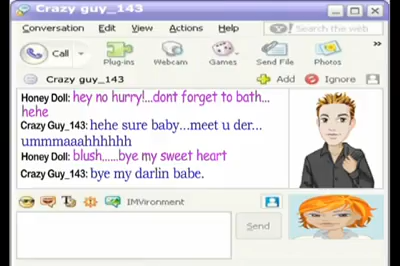 Crazy guy_143
Conversation Edit View Actions Help
Search the web
Call
Plug-ins Webcam Games Send File Photos
Crazy guy_143 Add Ignore
Honey Doll: hey no hurry!...dont forget to bath...
hehe
Crazy Guy_143: hehe sure baby...meet u der...
ummmaaahhhhhh
Honey Doll: blush......bye my sweet heart
Crazy Guy_143: bye my darlin babe.
IMVironment
Send